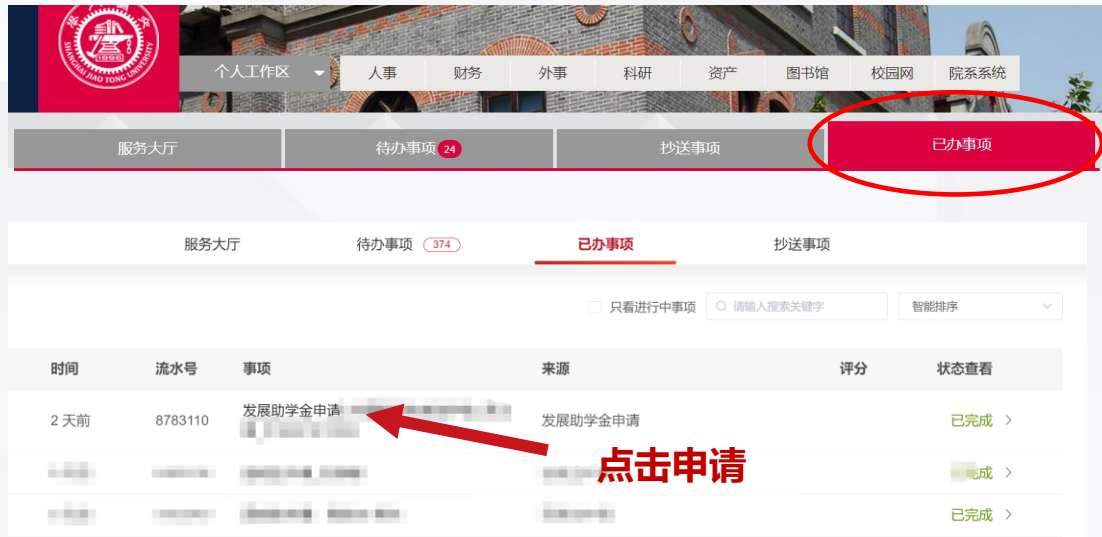 SHANGHAI JIAO TONG UNIVERSITY
1896
个人工作区 人事 财务 外事 科研 资产 图书馆 校园网 院系系统
服务大厅 待办事项 24 抄送事项 已办事项
服务大厅 待办事项 374 已办事项 抄送事项
只看进行中事项 请输入搜索关键字 智能排序
时间 流水号 事项 来源 评分 状态查看
2 天前 8783110 发展助学金申请 发展助学金申请 已完成
点击申请
成
已完成